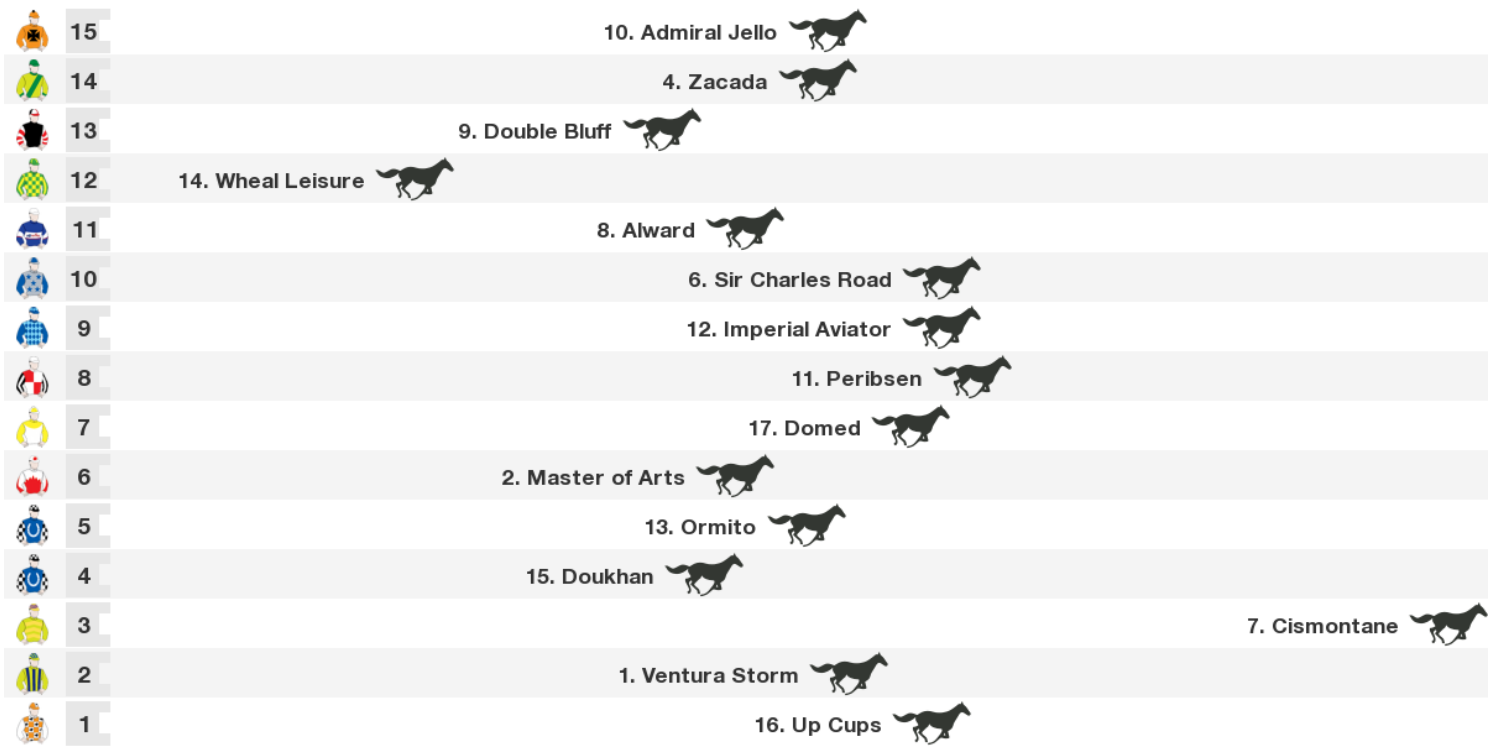 15 10. Admiral Jello
14 4. Zacada
13 9. Double Bluff
12 14. Wheal Leisure
11 8. Alward
10 6. Sir Charles Road
9 12. Imperial Aviator
8 11. Peribsen
7 17. Domed
6 2. Master of Arts
5 13. Ormito
4 15. Doukhan
3 7. Cismontane
2 1. Ventura Storm
1 16. Up Cups